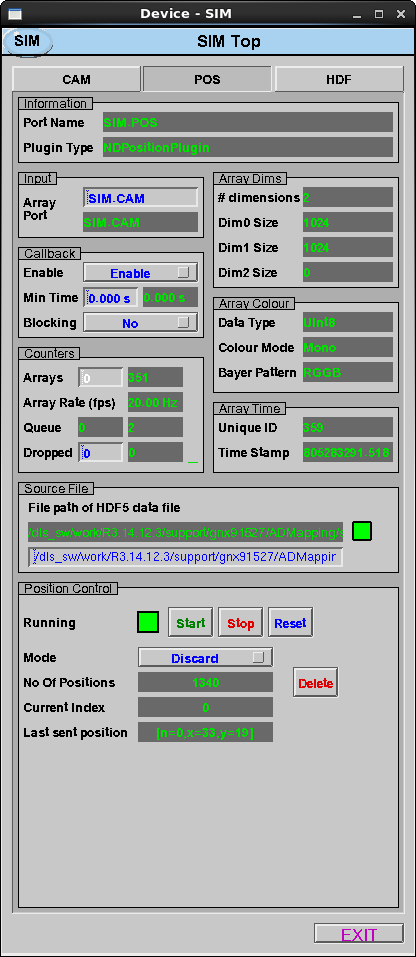 Device - SIM
SIM
SIM Top
CAM POS HDF
Information
Port Name SIM.POS
Plugin Type NDPositionPlugin
Input
Array Port SIM.CAM
SIM.CAM
Callback
Enable Enable
Min Time 0.000 s 0.000 s
Blocking No
Counters
Arrays 0 351
Array Rate (fps) 20.00 Hz
Queue 0 2
Dropped 0 0
Array Dims
# dimensions 2
Dim0 Size 1024
Dim1 Size 1024
Dim2 Size 0
Array Colour
Data Type UInt8
Colour Mode Mono
Bayer Pattern RGGB
Array Time
Unique ID 359
Time Stamp 805283291.518
Source File
File path of HDF5 data file
/dls_sw/work/R3.14.12.3/support/gnx91527/ADMapping/s
/dls_sw/work/R3.14.12.3/support/gnx91527/ADMappir
Position Control
Running Start Stop Reset
Mode Discard
No Of Positions 1340
Delete
Current Index 0
Last sent position [n=0,x=33,y=19]
EXIT